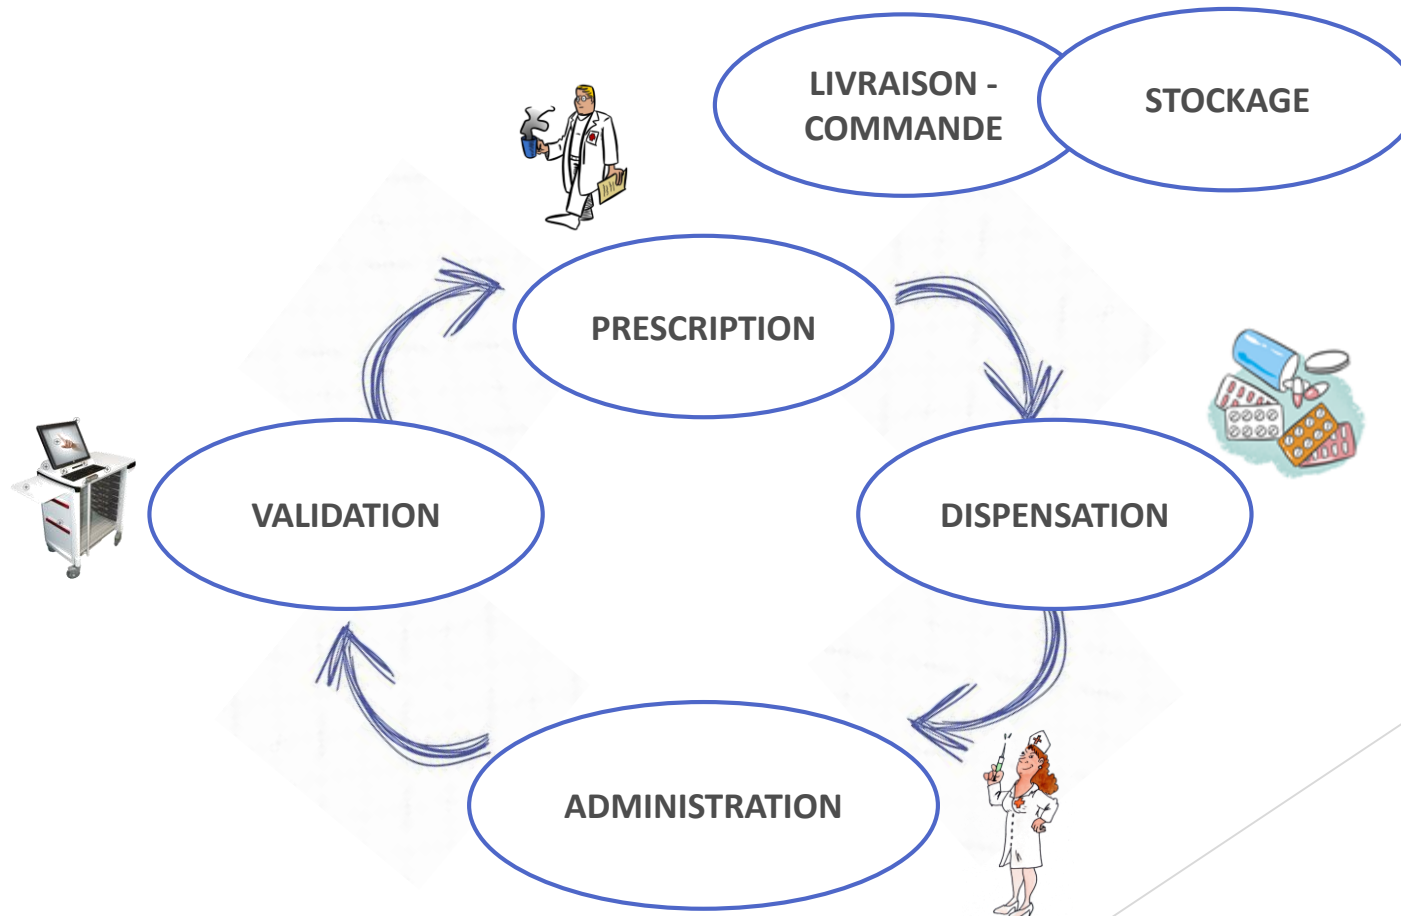 LIVRAISON -
COMMANDE
STOCKAGE
PRESCRIPTION
VALIDATION
DISPENSATION
ADMINISTRATION